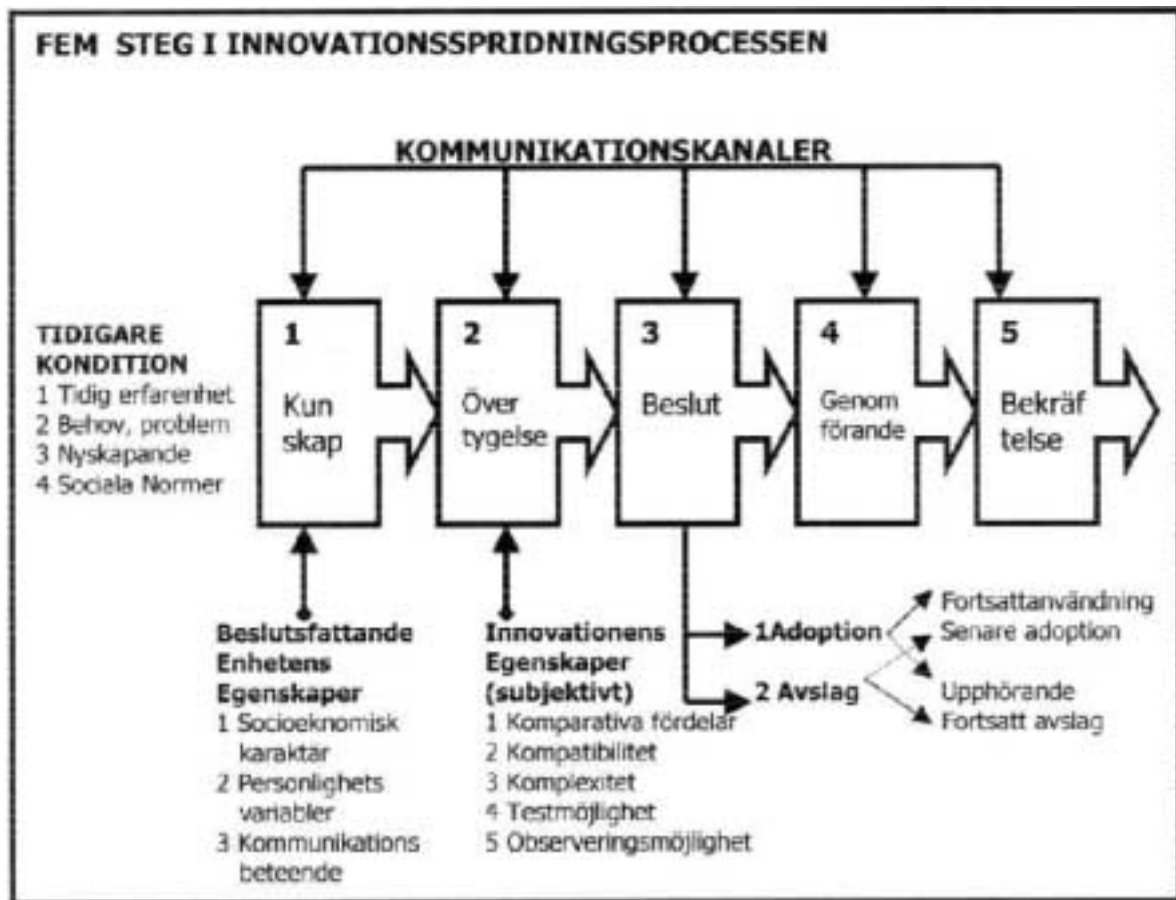 FEM STEG I INNOVATIONSSPRIDNINGSPROCESSEN
KOMMUNIKATIONSKANALER
TIDIGARE
KONDITION
1 Tidig erfarenhet
2 Behov, problem
3 Nyskapande
4 Sociala Normer
1
Kun
skap
2
Över
tygelse
3
Beslut
4
Genom
förande
5
Bekräf
telse
Beslutsfattande
Enhetens
Egenskaper
1 Socioeknomisk
karaktär
2 Personlighets
variabler
3 Kommunikations
beteende
Innovationens
Egenskaper
(subjektivt)
1 Komparativa fördelar
2 Kompatibilitet
3 Komplexitet
4 Testmöjlighet
5 Observeringsmöjlighet
1Adoption
2 Avslag
Fortsattanvändning
Senare adoption
Upphörande
Fortsatt avslag